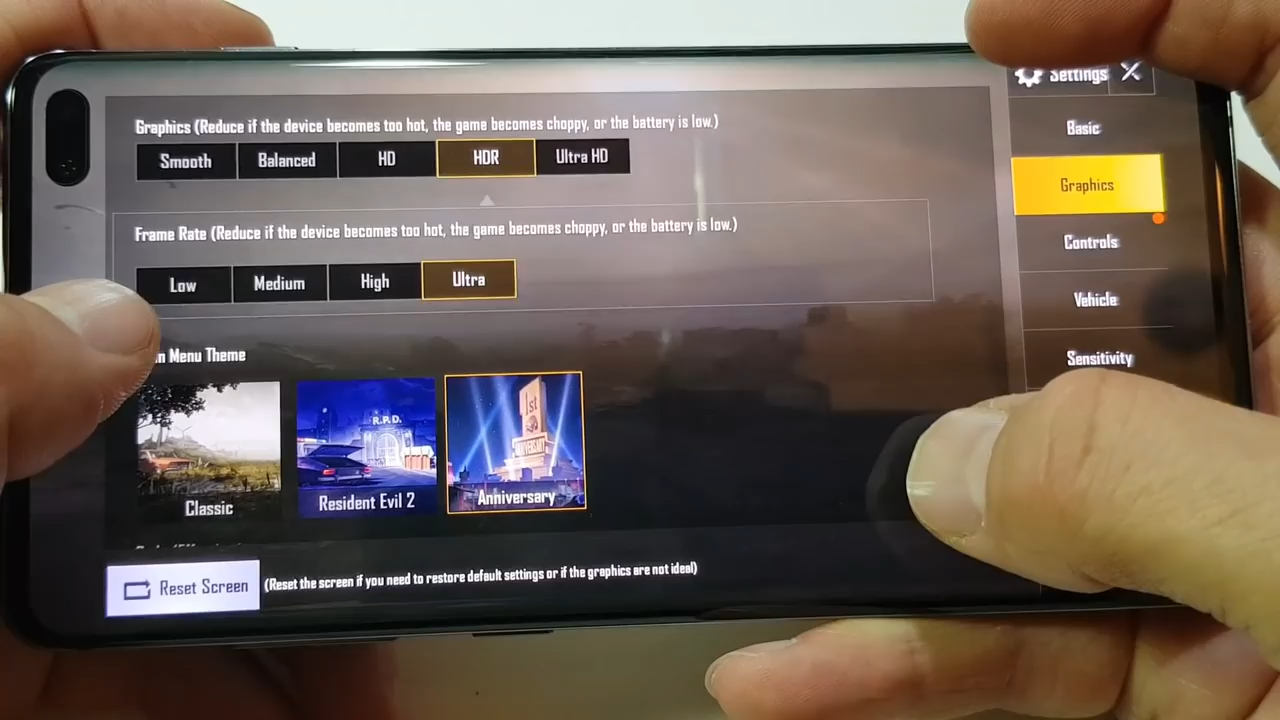 Settings
Graphics (Reduce if the device becomes too hot, the game becomes choppy, or the battery is low.)
Smooth
Balanced
HD
HDR
Ultra HD
Basic
Graphics
Frame Rate (Reduce if the device becomes too hot, the game becomes choppy, or the battery is low.)
Controls
Low
Medium
High
Ultra
Vehicle
n Menu Theme
Sensitivity
R.P.D.
1st
Classic
Resident Evil 2
Anniversary
Reset Screen
(Reset the screen if you need to restore default settings or if the graphics are not ideal)